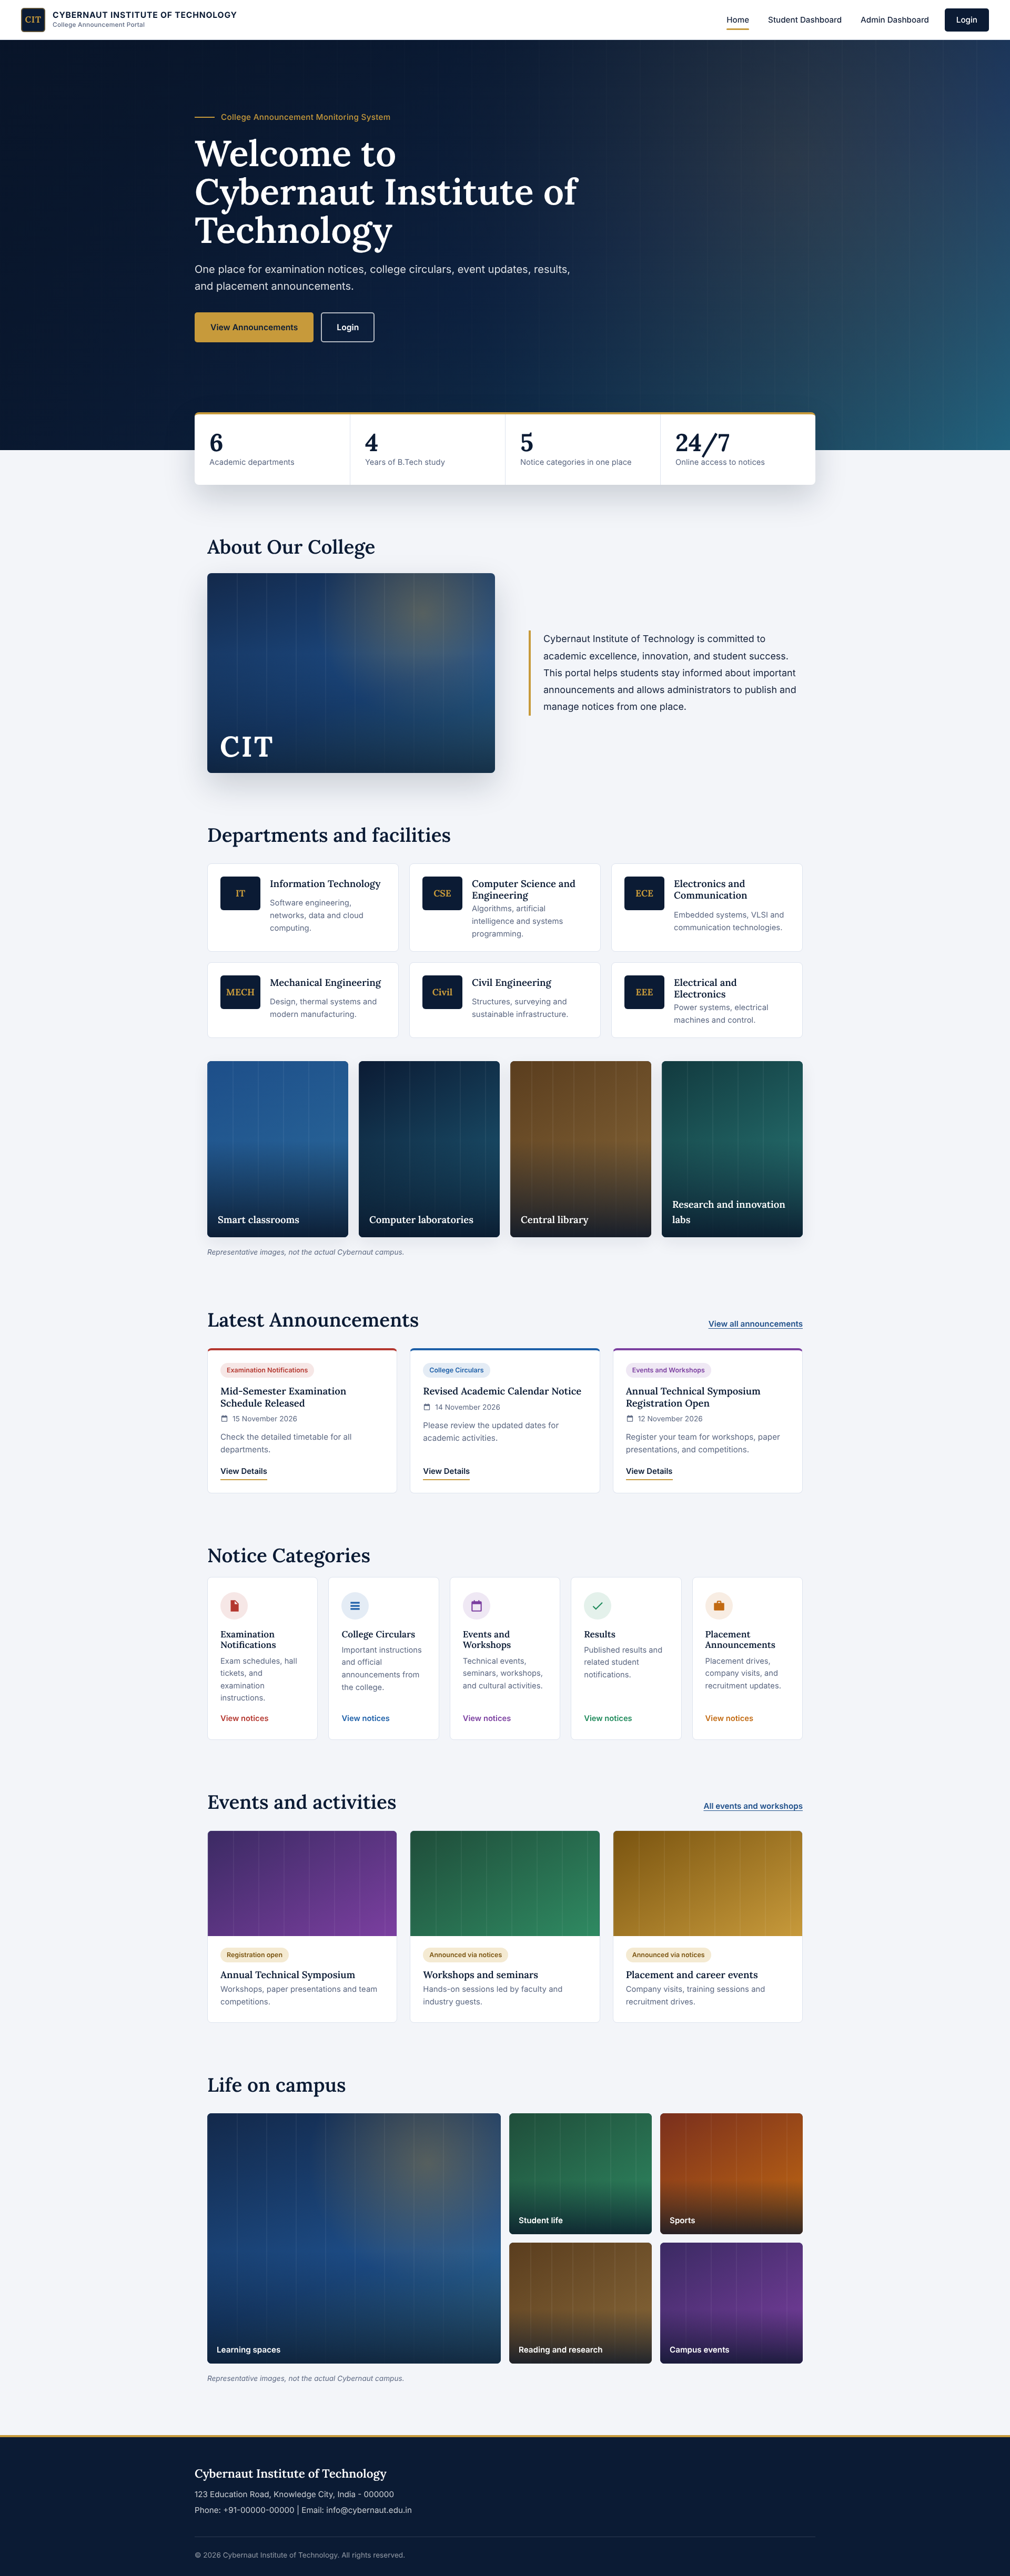 CIT
CYBERNAUT INSTITUTE OF TECHNOLOGY
College Announcement Portal
Home
Student Dashboard
Admin Dashboard
Login
College Announcement Monitoring System
Welcome to
Cybernaut Institute of
Technology
One place for examination notices, college circulars, event updates, results,
and placement announcements.
View Announcements
Login
6
Academic departments
4
Years of B.Tech study
5
Notice categories in one place
24/7
Online access to notices
About Our College
CIT
Cybernaut Institute of Technology is committed to
academic excellence, innovation, and student success.
This portal helps students stay informed about important
announcements and allows administrators to publish and
manage notices from one place.
Departments and facilities
IT
Information Technology
Software engineering,
networks, data and cloud
computing.
CSE
Computer Science and
Engineering
Algorithms, artificial
intelligence and systems
programming.
ECE
Electronics and
Communication
Embedded systems, VLSI and
communication technologies.
MECH
Mechanical Engineering
Design, thermal systems and
modern manufacturing.
Civil
Civil Engineering
Structures, surveying and
sustainable infrastructure.
EEE
Electrical and
Electronics
Power systems, electrical
machines and control.
Smart classrooms
Computer laboratories
Central library
Research and innovation
labs
Representative images, not the actual Cybernaut campus.
Latest Announcements
View all announcements
Examination Notifications
Mid-Semester Examination
Schedule Released
15 November 2026
Check the detailed timetable for all
departments.
View Details
College Circulars
Revised Academic Calendar Notice
14 November 2026
Please review the updated dates for
academic activities.
View Details
Events and Workshops
Annual Technical Symposium
Registration Open
12 November 2026
Register your team for workshops, paper
presentations, and competitions.
View Details
Notice Categories
Examination
Notifications
Exam schedules, hall
tickets, and
examination
instructions.
View notices
College Circulars
Important instructions
and official
announcements from
the college.
View notices
Events and
Workshops
Technical events,
seminars, workshops,
and cultural activities.
View notices
Results
Published results and
related student
notifications.
View notices
Placement
Announcements
Placement drives,
company visits, and
recruitment updates.
View notices
Events and activities
All events and workshops
Registration open
Annual Technical Symposium
Workshops, paper presentations and team
competitions.
Announced via notices
Workshops and seminars
Hands-on sessions led by faculty and
industry guests.
Announced via notices
Placement and career events
Company visits, training sessions and
recruitment drives.
Life on campus
Learning spaces
Student life
Sports
Reading and research
Campus events
Representative images, not the actual Cybernaut campus.
Cybernaut Institute of Technology
123 Education Road, Knowledge City, India - 000000
Phone: +91-00000-00000 | Email: info@cybernaut.edu.in
© 2026 Cybernaut Institute of Technology. All rights reserved.